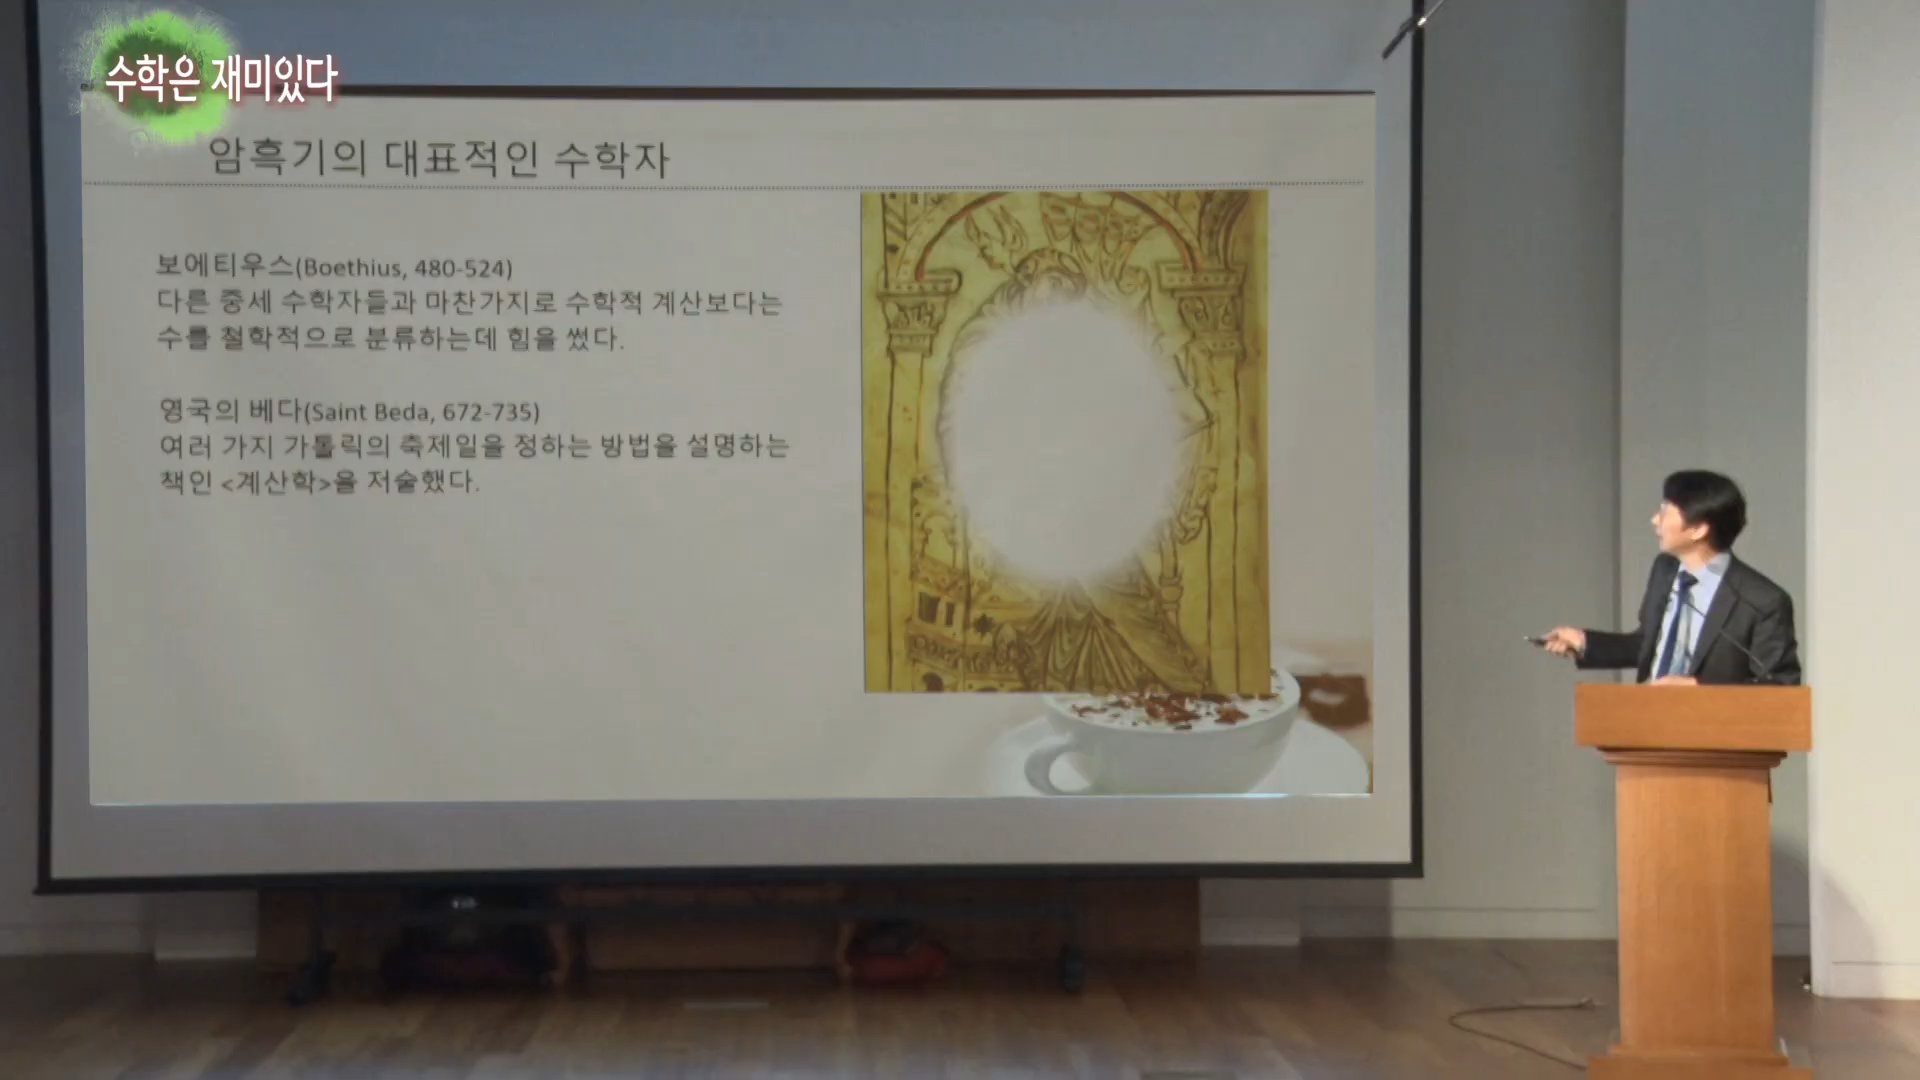 수학은 재미있다
암흑기의 대표적인 수학자
보에티우스(Boethius, 480-524)
다른 중세 수학자들과 마찬가지로 수학적 계산보다는
수를 철학적으로 분류하는데 힘을 썼다.
영국의 베다(Saint Beda, 672-735)
여러 가지 가톨릭의 축제일을 정하는 방법을 설명하는
책인 <계산학>을 저술했다.